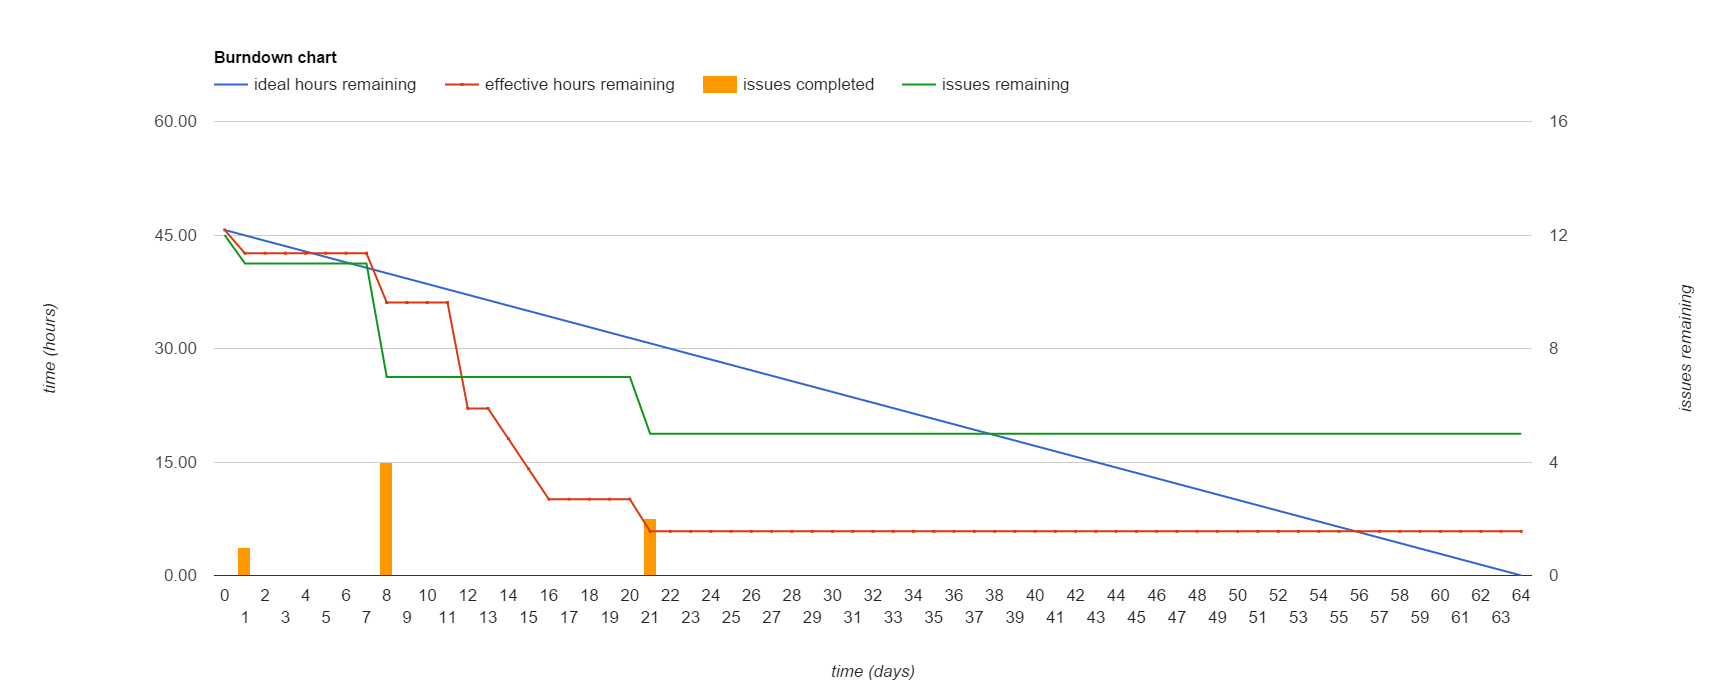 Burndown chart
ideal hours remaining effective hours remaining issues completed issues remaining
60.00 16
45.00 12
30.00 8
15.00 4
0.00 0
time (hours)
issues remaining
0 2 4 6 8 10 12 14 16 18 20 22 24 26 28 30 32 34 36 38 40 42 44 46 48 50 52 54 56 58 60 62 64
1 3 5 7 9 11 13 15 17 19 21 23 25 27 29 31 33 35 37 39 41 43 45 47 49 51 53 55 57 59 61 63
time (days)